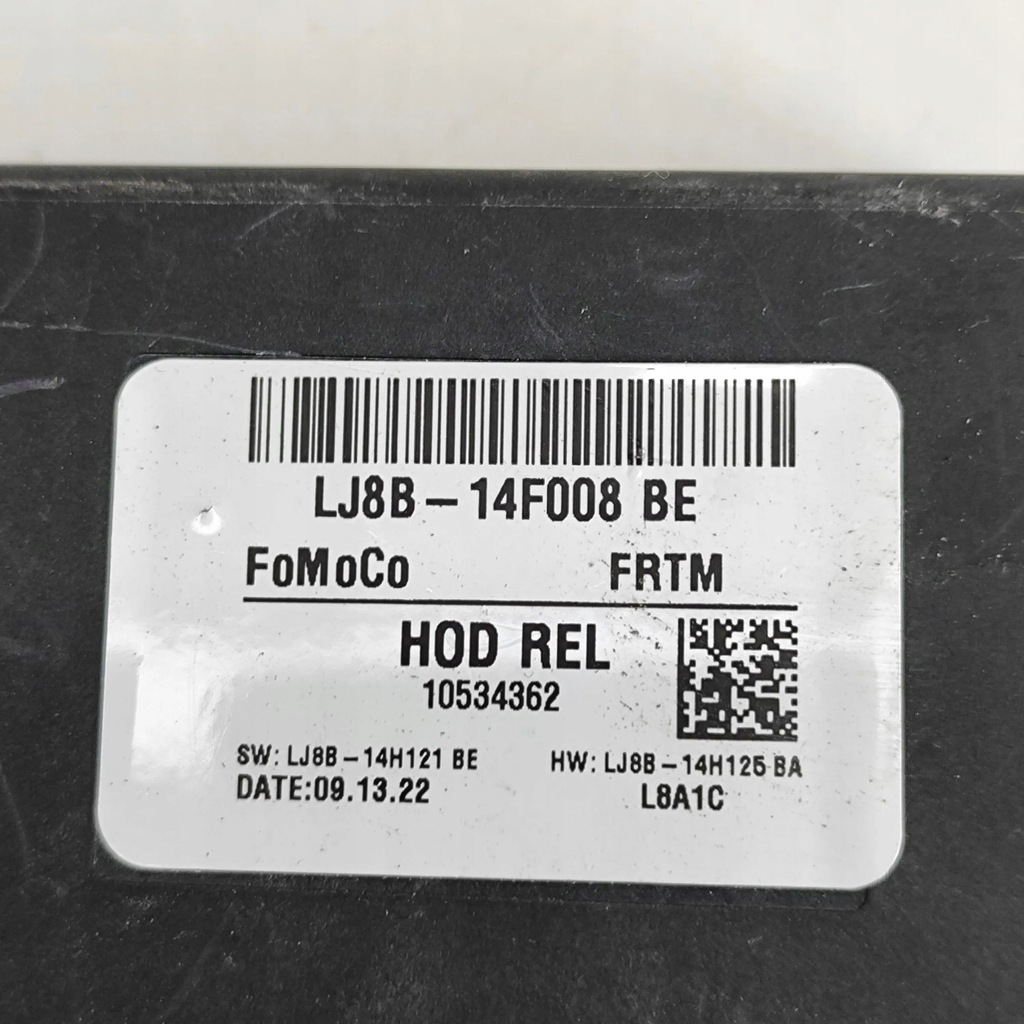 LJ8B-14F008 BE
FoMoCo FRTM
HOD REL
10534362
SW: LJ8B-14H121 BE HW: LJ8B-14H125 BA
DATE:09.13.22 L8A1C